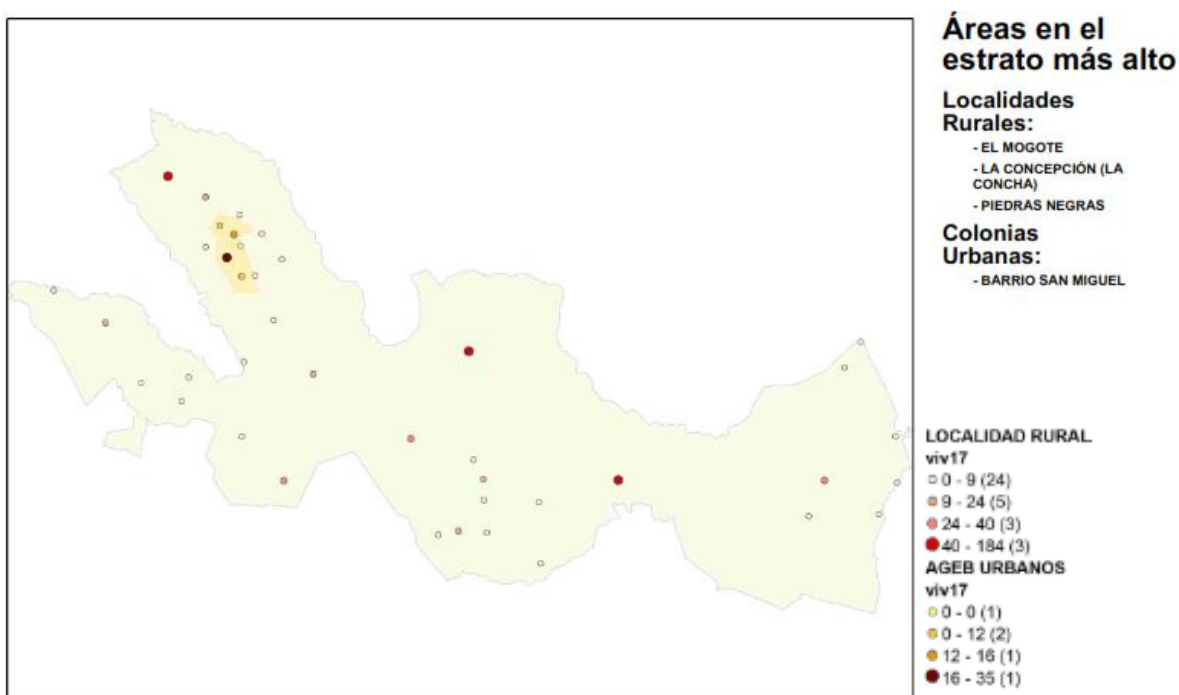 Áreas en el
estrato más alto
Localidades
Rurales:
- EL MOGOTE
- LA CONCEPCIÓN (LA
CONCHA)
- PIEDRAS NEGRAS
Colonias
Urbanas:
- BARRIO SAN MIGUEL
LOCALIDAD RURAL
viv17
0 - 9 (24)
9 - 24 (5)
24 - 40 (3)
40 - 184 (3)
AGEB URBANOS
viv17
0 - 0 (1)
0 - 12 (2)
12 - 16 (1)
16 - 35 (1)